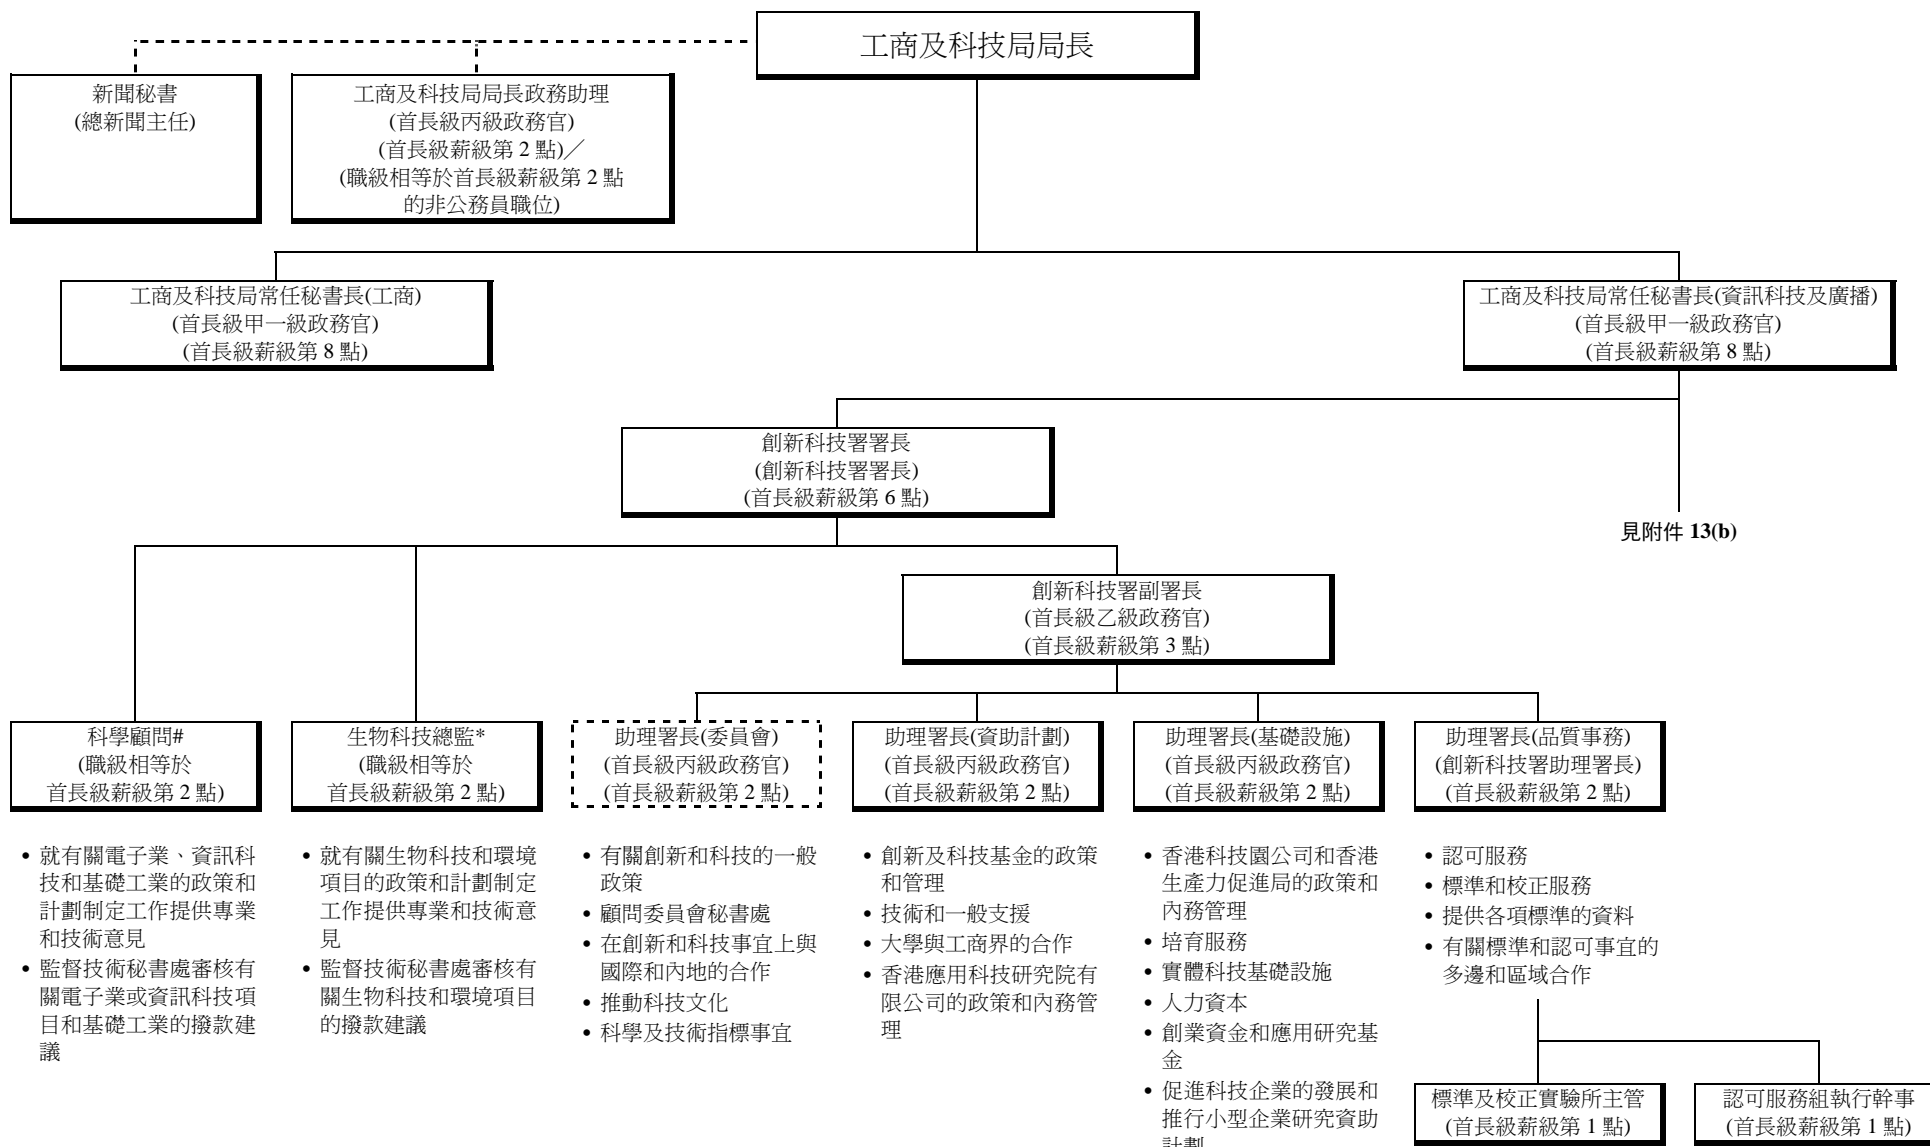 工商及科技局局長
新聞秘書
(總新聞主任)
工商及科技局局長政務助理
(首長級丙級政務官)
(首長級薪級第 2 點)／
(職級相等於首長級薪級第 2 點
的非公務員職位)
工商及科技局常任秘書長(工商)
(首長級甲一級政務官)
(首長級薪級第 8 點)
工商及科技局常任秘書長(資訊科技及廣播)
(首長級甲一級政務官)
(首長級薪級第 8 點)
創新科技署署長
(創新科技署署長)
(首長級薪級第 6 點)
見附件 13(b)
創新科技署副署長
(首長級乙級政務官)
(首長級薪級第 3 點)
科學顧問#
(職級相等於
首長級薪級第 2 點)
生物科技總監*
(職級相等於
首長級薪級第 2 點)
助理署長(委員會)
(首長級丙級政務官)
(首長級薪級第 2 點)
助理署長(資助計劃)
(首長級丙級政務官)
(首長級薪級第 2 點)
助理署長(基礎設施)
(首長級丙級政務官)
(首長級薪級第 2 點)
助理署長(品質事務)
(創新科技署助理署長)
(首長級薪級第 2 點)
• 就有關電子業、資訊科
技和基礎工業的政策和
計劃制定工作提供專業
和技術意見
• 監督技術秘書處審核有
關電子業或資訊科技項
目和基礎工業的撥款建
議
• 就有關生物科技和環境
項目的政策和計劃制定
工作提供專業和技術意
見
• 監督技術秘書處審核有
關生物科技和環境項目
的撥款建議
• 有關創新和科技的一般
政策
• 顧問委員會秘書處
• 在創新和科技事宜上與
國際和內地的合作
• 推動科技文化
• 科學及技術指標事宜
• 創新及科技基金的政策
和管理
• 技術和一般支援
• 大學與工商界的合作
• 香港應用科技研究院有
限公司的政策和內務管
理
• 香港科技園公司和香港
生產力促進局的政策和
內務管理
• 培育服務
• 實體科技基礎設施
• 人力資本
• 創業資金和應用研究基
金
• 促進科技企業的發展和
推行小型企業研究資助
計劃
• 認可服務
• 標準和校正服務
• 提供各項標準的資料
• 有關標準和認可事宜的
多邊和區域合作
標準及校正實驗所主管
(首長級薪級第 1 點)
認可服務組執行幹事
(首長級薪級第 1 點)